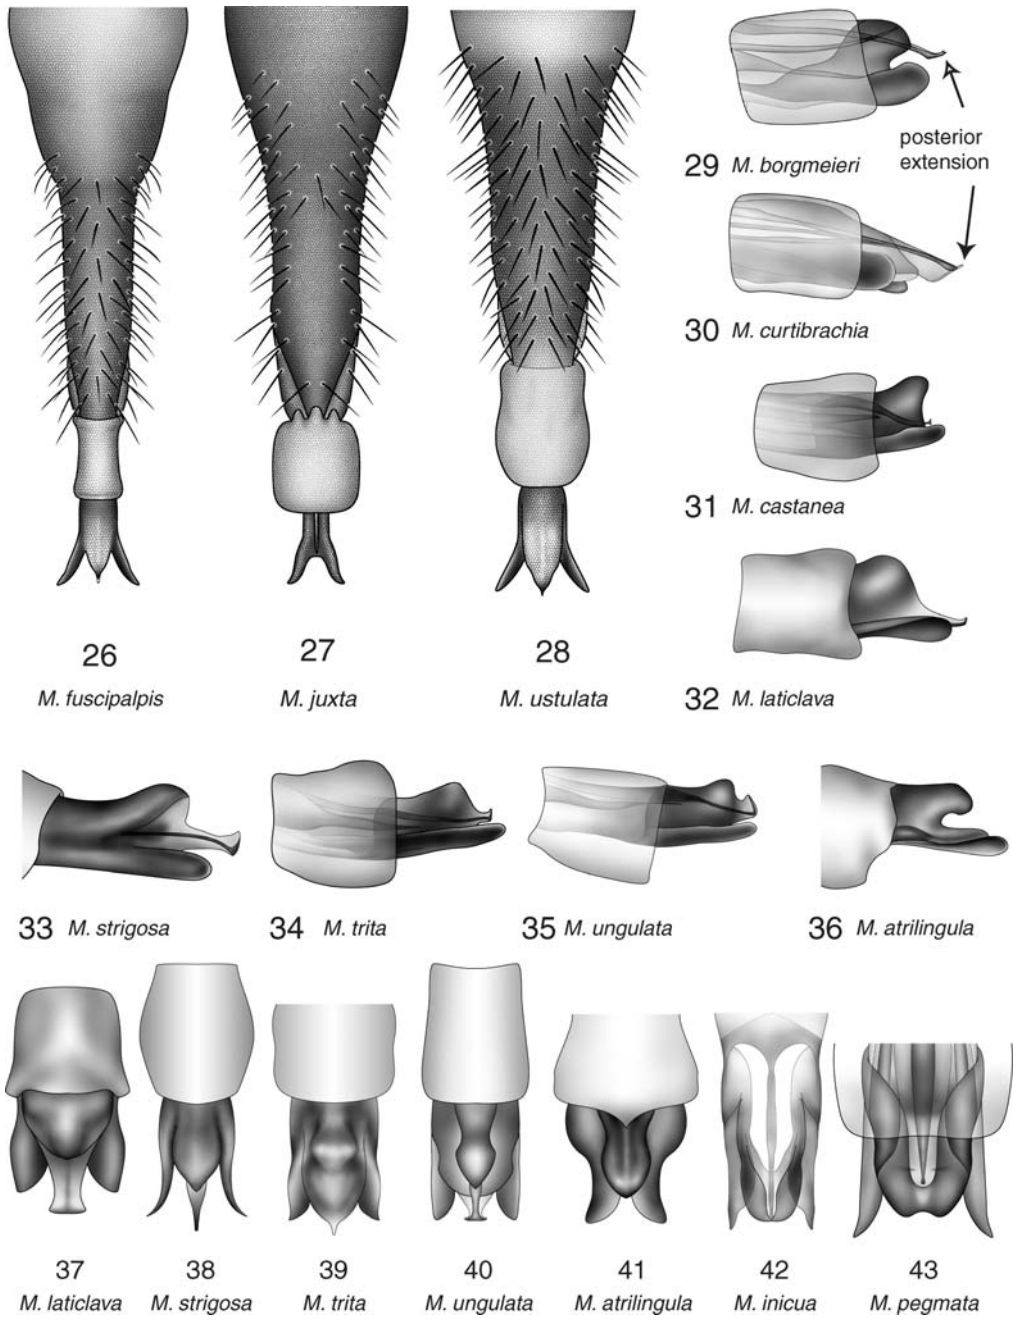 29 M. borgmeieri
posterior
extension
30 M. curtibrachia
31 M. castanea
32 M. laticlava
26
27
28
M. fuscipalpis
M. juxta
M. ustulata
33 M. strigosa
34 M. trita
35 M. ungulata
36 M. atrilingula
37
38
39
40
41
42
43
M. laticlava
M. strigosa
M. trita
M. ungulata
M. atrilingula
M. inicua
M. pegmata